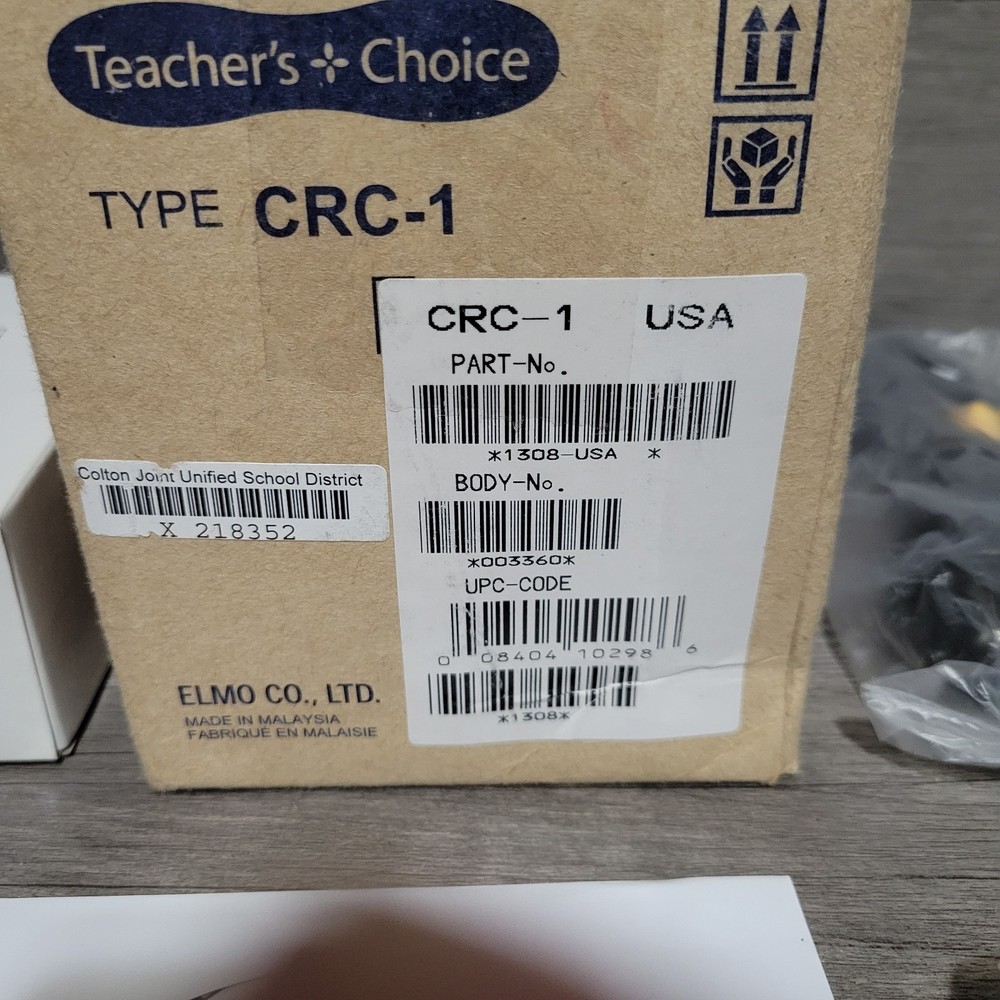 Teacher's Choice
TYPE CRC-1
CRC-1 USA
PART-No.
*1308-USA *
BODY-No.
*003360*
UPC-CODE
0 08404 10298 6
*1308*
Colton Joint Unified School District
X 218352
ELMO CO., LTD.
MADE IN MALAYSIA
FABRIQUÉ EN MALAISIE